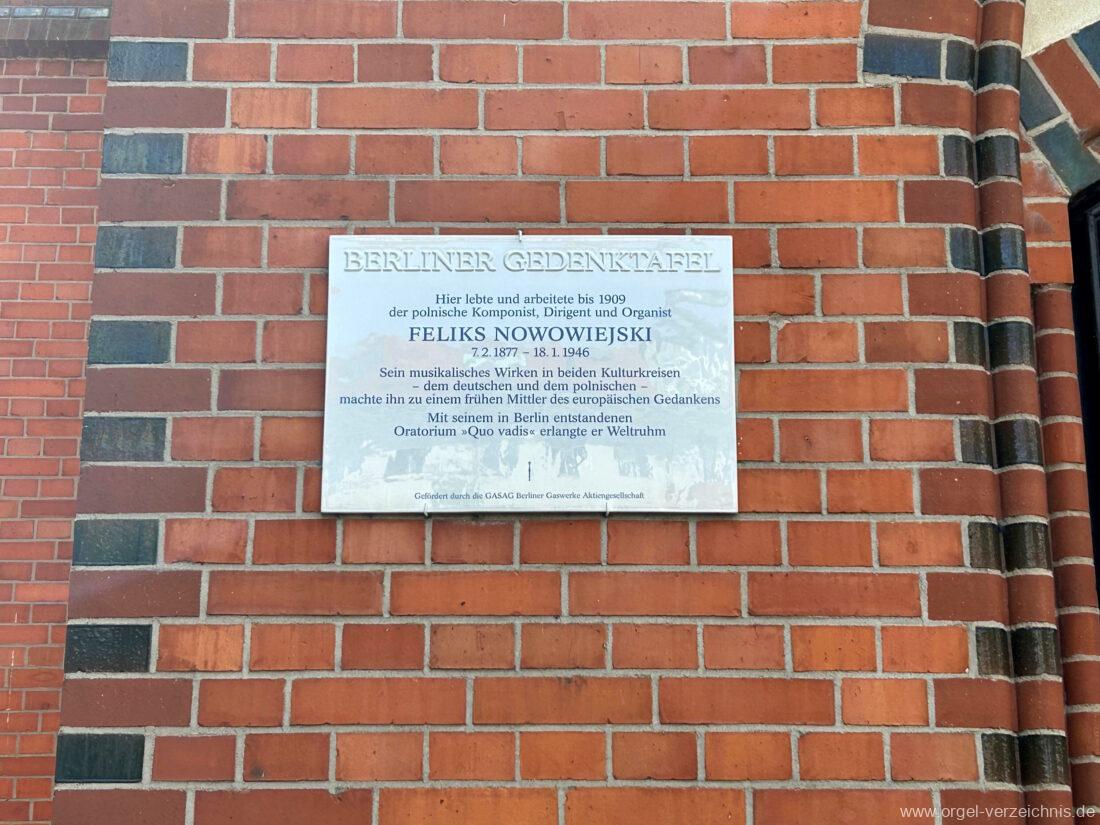 BERLINER GEDENKTAFEL
Hier lebte und arbeitete bis 1909
der polnische Komponist, Dirigent und Organist
FELIKS NOWOWIEJSKI
7. 2. 1877 – 18. 1. 1946
Sein musikalisches Wirken in beiden Kulturkreisen
– dem deutschen und dem polnischen –
machte ihn zu einem frühen Mittler des europäischen Gedankens
Mit seinem in Berlin entstandenen
Oratorium »Quo vadis« erlangte er Weltruhm
Gefördert durch die GASAG Berliner Gaswerke Aktiengesellschaft
www.orgel-verzeichnis.de